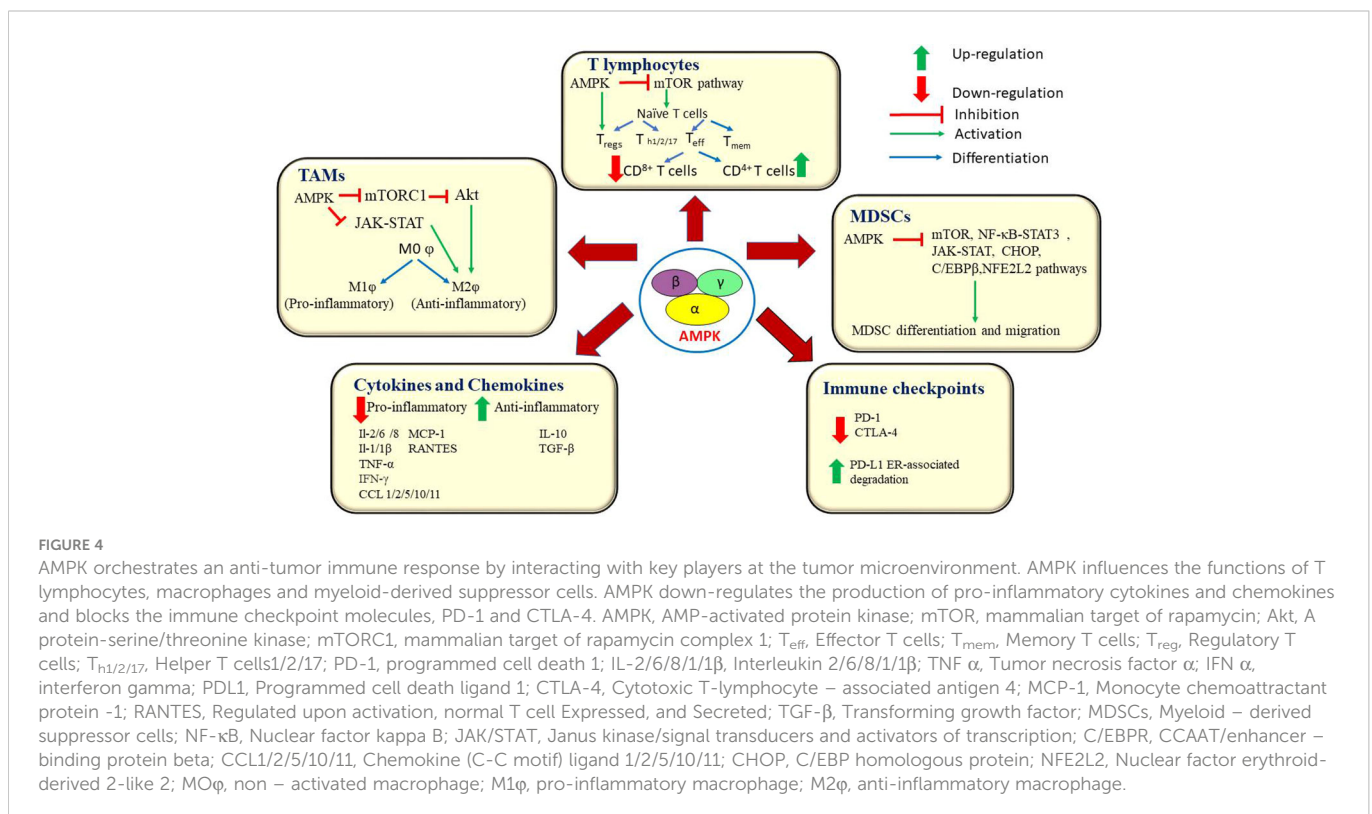 T lymphocytes
AMPK mTOR pathway
Naïve T cells
Tregs T h1/2/17 Teff Tmem
CD8+ T cells CD4+ T cells
Up-regulation
Down-regulation
Inhibition
Activation
Differentiation
TAMs
AMPK mTORC1 Akt
JAK-STAT
M0 φ
M1φ M2φ
(Pro-inflammatory) (Anti-inflammatory)
β γ
α
AMPK
MDSCs
AMPK mTOR, NF-κB-STAT3 ,
JAK-STAT, CHOP,
C/EBPβ,NFE2L2 pathways
MDSC differentiation and migration
Cytokines and Chemokines
Pro-inflammatory Anti-inflammatory
Il-2/6 /8 MCP-1 IL-10
Il-1/1β RANTES TGF-β
TNF-α
IFN-γ
CCL 1/2/5/10/11
Immune checkpoints
PD-1
CTLA-4
PD-L1 ER-associated
degradation
FIGURE 4
AMPK orchestrates an anti-tumor immune response by interacting with key players at the tumor microenvironment. AMPK influences the functions of T
lymphocytes, macrophages and myeloid-derived suppressor cells. AMPK down-regulates the production of pro-inflammatory cytokines and chemokines
and blocks the immune checkpoint molecules, PD-1 and CTLA-4. AMPK, AMP-activated protein kinase; mTOR, mammalian target of rapamycin; Akt, A
protein-serine/threonine kinase; mTORC1, mammalian target of rapamycin complex 1; Teff, Effector T cells; Tmem, Memory T cells; Treg, Regulatory T
cells; Th1/2/17, Helper T cells1/2/17; PD-1, programmed cell death 1; IL-2/6/8/1/1β, Interleukin 2/6/8/1/1β; TNF α, Tumor necrosis factor α; IFN α,
interferon gamma; PDL1, Programmed cell death ligand 1; CTLA-4, Cytotoxic T-lymphocyte – associated antigen 4; MCP-1, Monocyte chemoattractant
protein -1; RANTES, Regulated upon activation, normal T cell Expressed, and Secreted; TGF-β, Transforming growth factor; MDSCs, Myeloid – derived
suppressor cells; NF-κB, Nuclear factor kappa B; JAK/STAT, Janus kinase/signal transducers and activators of transcription; C/EBPR, CCAAT/enhancer –
binding protein beta; CCL1/2/5/10/11, Chemokine (C-C motif) ligand 1/2/5/10/11; CHOP, C/EBP homologous protein; NFE2L2, Nuclear factor erythroid-
derived 2-like 2; MOφ, non – activated macrophage; M1φ, pro-inflammatory macrophage; M2φ, anti-inflammatory macrophage.